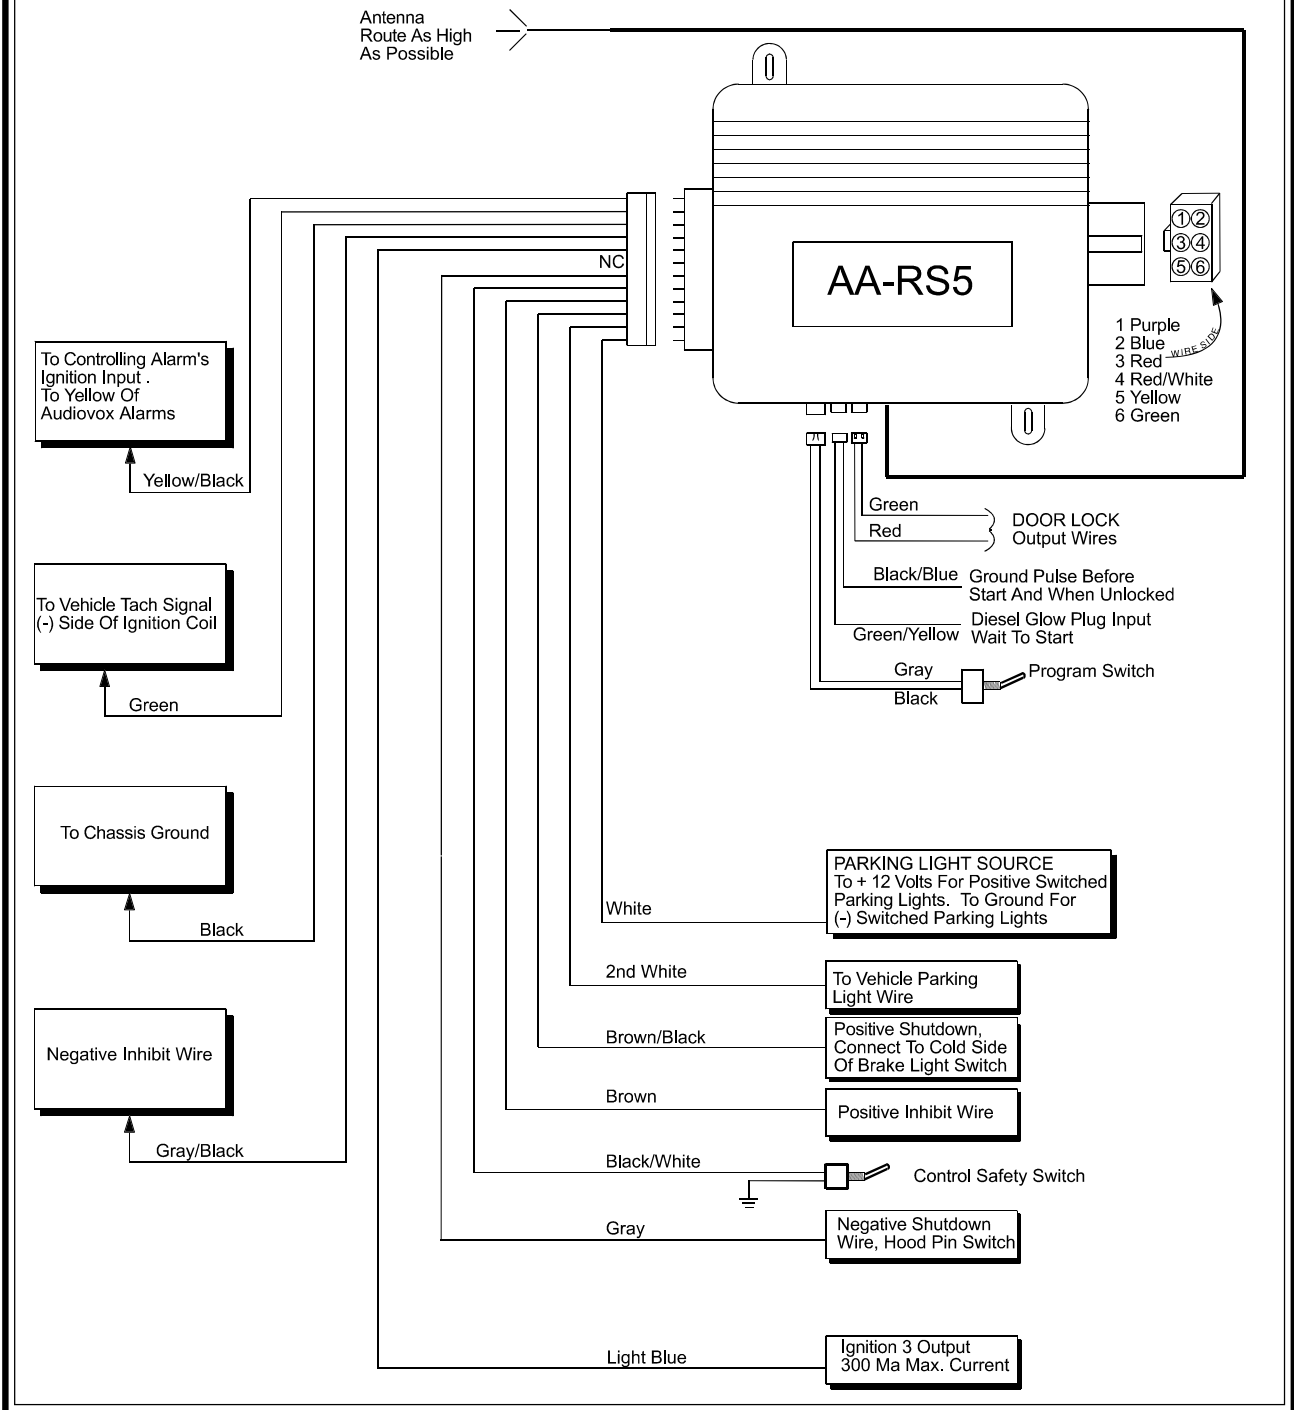 Antenna
Route As High
As Possible
NC
AA-RS5
1 2
3 4
5 6
1 Purple
2 Blue
3 Red
4 Red/White
5 Yellow
6 Green
WIRE SIDE
To Controlling Alarm's
Ignition Input .
To Yellow Of
Audiovox Alarms
Yellow/Black
To Vehicle Tach Signal
(-) Side Of Ignition Coil
Green
To Chassis Ground
Black
Negative Inhibit Wire
Gray/Black
Green
Red
DOOR LOCK
Output Wires
Black/Blue
Ground Pulse Before
Start And When Unlocked
Green/Yellow
Diesel Glow Plug Input
Wait To Start
Gray
Black
Program Switch
White
PARKING LIGHT SOURCE
To + 12 Volts For Positive Switched
Parking Lights. To Ground For
(-) Switched Parking Lights
2nd White
To Vehicle Parking
Light Wire
Brown/Black
Positive Shutdown,
Connect To Cold Side
Of Brake Light Switch
Brown
Positive Inhibit Wire
Black/White
Control Safety Switch
Gray
Negative Shutdown
Wire, Hood Pin Switch
Light Blue
Ignition 3 Output
300 Ma Max. Current